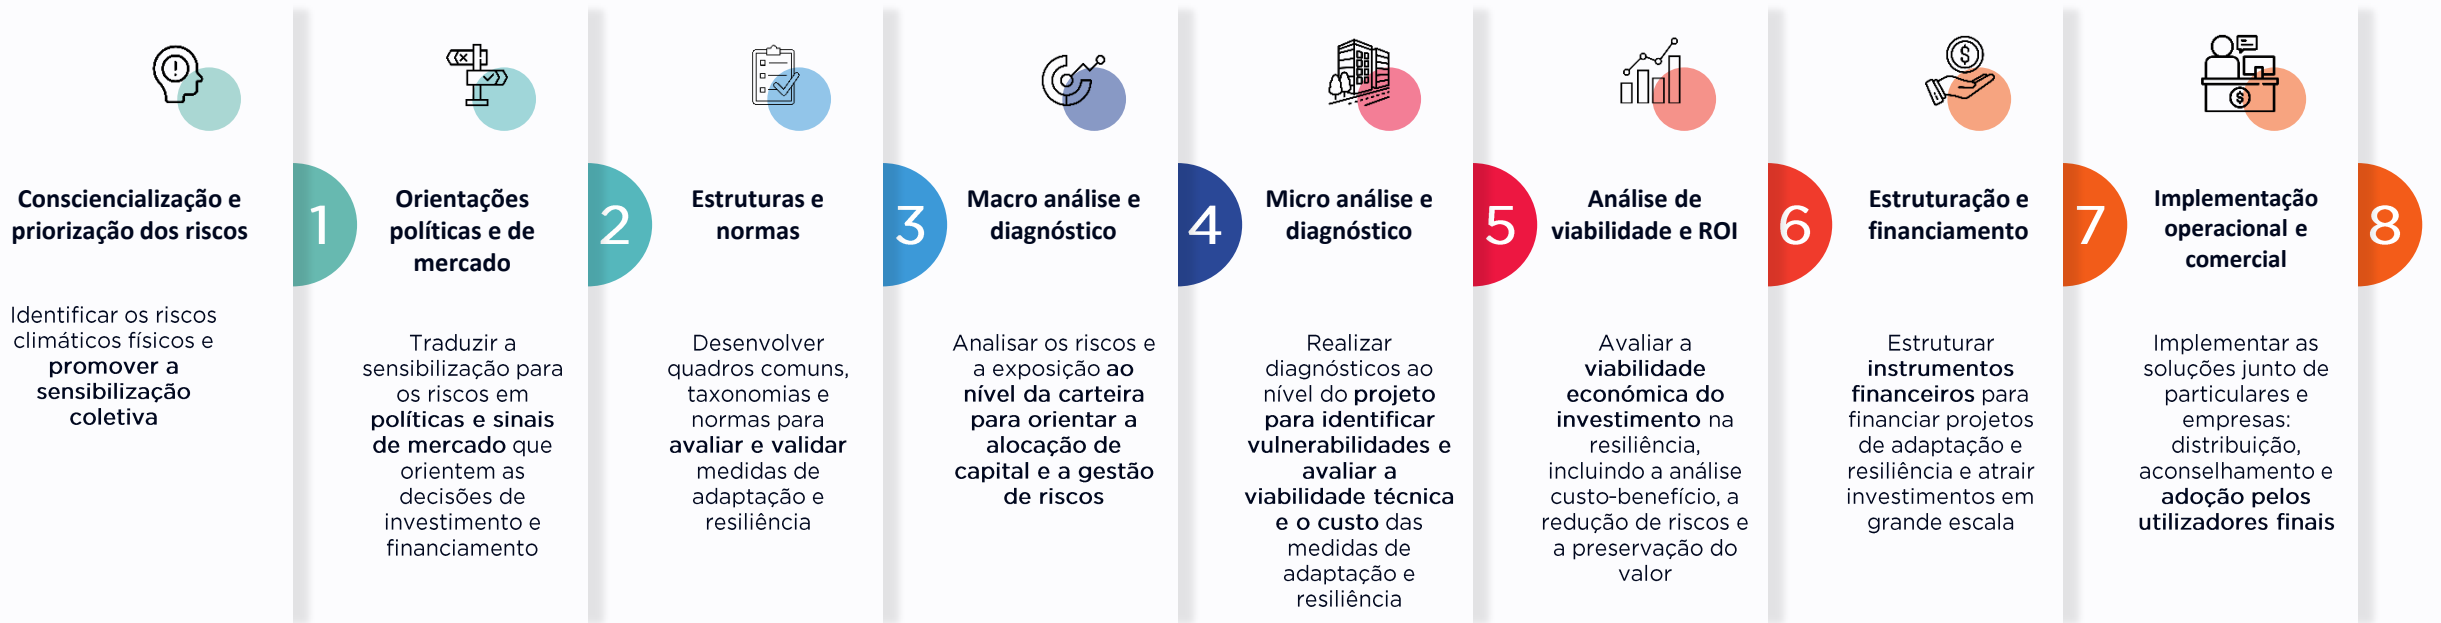 Consciencialização e
priorização dos riscos
Identificar os riscos
climáticos físicos e
promover a
sensibilização
coletiva
1
Orientações
políticas e de
mercado
Traduzir a
sensibilização para
os riscos em
políticas e sinais
de mercado que
orientem as
decisões de
investimento e
financiamento
2
Estruturas e
normas
Desenvolver
quadros comuns,
taxonomias e
normas para
avaliar e validar
medidas de
adaptação e
resiliência
3
Macro análise e
diagnóstico
Analisar os riscos e
a exposição ao
nível da carteira
para orientar a
alocação de
capital e a gestão
de riscos
4
Micro análise e
diagnóstico
Realizar
diagnósticos ao
nível do projeto
para identificar
vulnerabilidades e
avaliar a
viabilidade técnica
e o custo das
medidas de
adaptação e
resiliência
5
Análise de
viabilidade e ROI
Avaliar a
viabilidade
económica do
investimento na
resiliência,
incluindo a análise
custo-benefício, a
redução de riscos e
a preservação do
valor
6
Estruturação e
financiamento
Estruturar
instrumentos
financeiros para
financiar projetos
de adaptação e
resiliência e atrair
investimentos em
grande escala
7
Implementação
operacional e
comercial
Implementar as
soluções junto de
particulares e
empresas:
distribuição,
aconselhamento e
adoção pelos
utilizadores finais
8